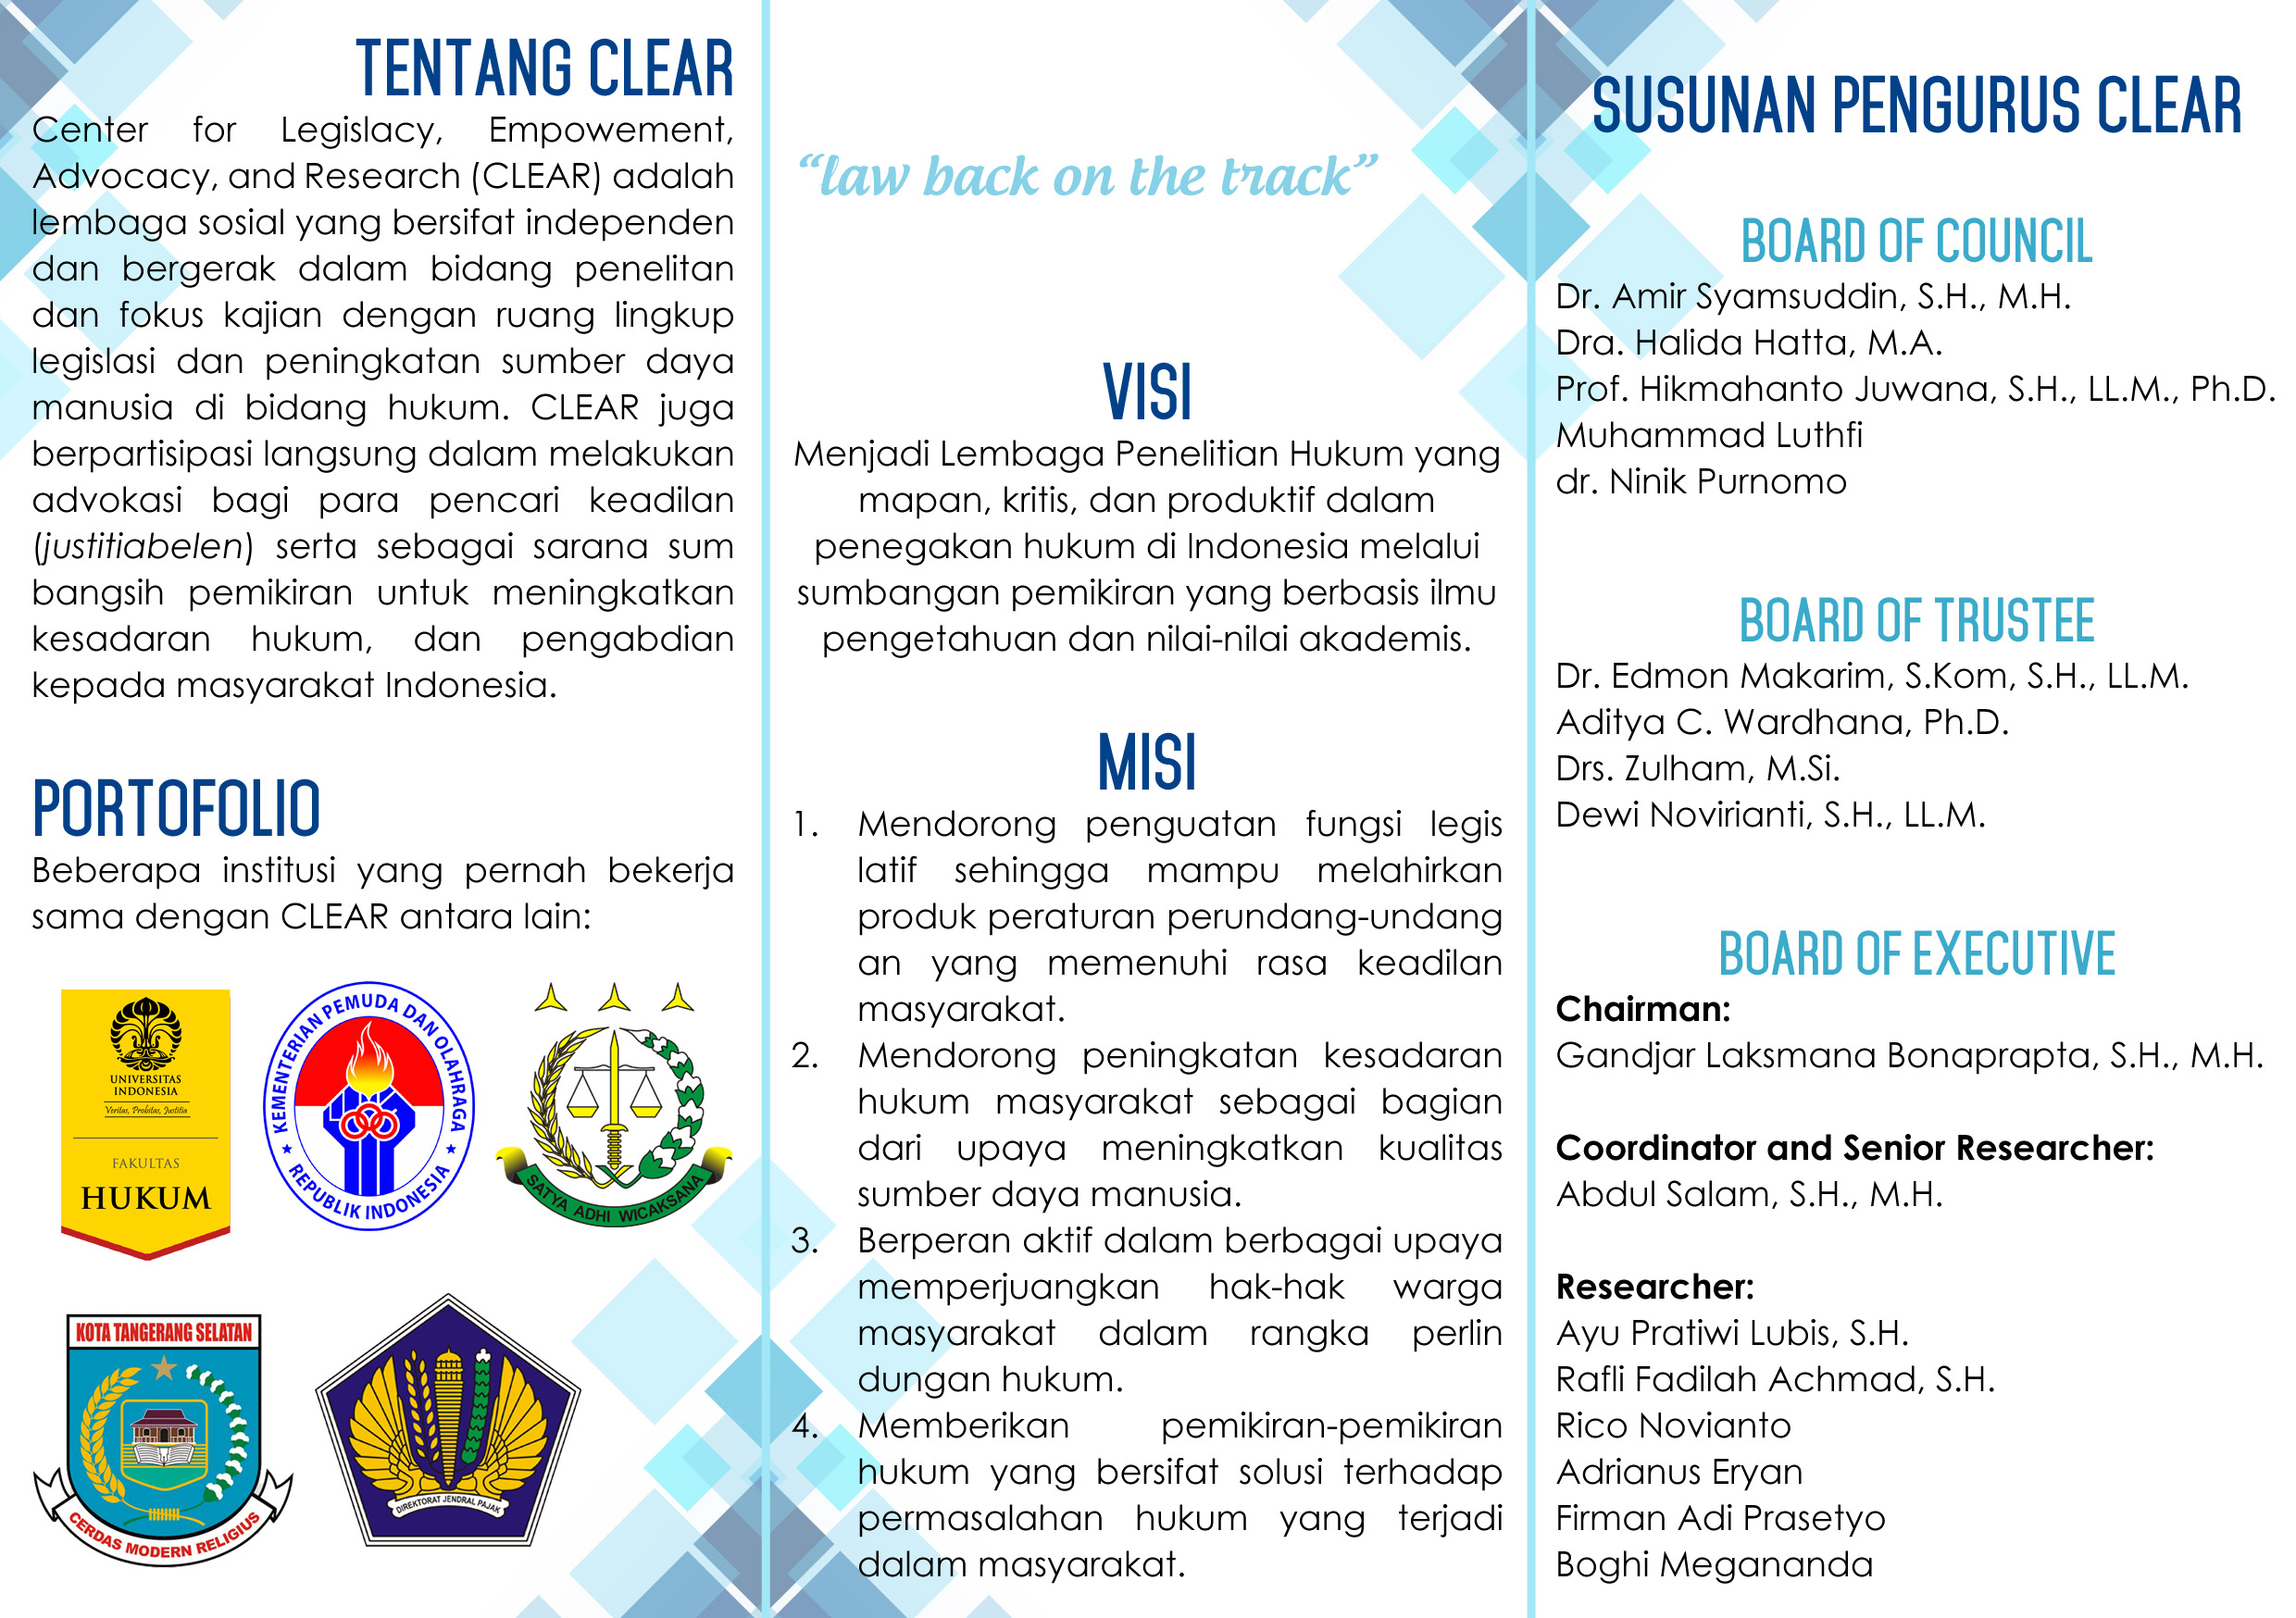 TENTANG CLEAR
Center for Legislacy, Empowement,
Advocacy, and Research (CLEAR) adalah
lembaga sosial yang bersifat independen
dan bergerak dalam bidang penelitan
dan fokus kajian dengan ruang lingkup
legislasi dan peningkatan sumber daya
manusia di bidang hukum. CLEAR juga
berpartisipasi langsung dalam melakukan
advokasi bagi para pencari keadilan
(justitiabelen) serta sebagai sarana sum
bangsih pemikiran untuk meningkatkan
kesadaran hukum, dan pengabdian
kepada masyarakat Indonesia.
PORTOFOLIO
Beberapa institusi yang pernah bekerja
sama dengan CLEAR antara lain:
UNIVERSITAS
INDONESIA
Veritas, Probitas, Justitia
FAKULTAS
HUKUM
KEMENTERIAN PEMUDA DAN OLAHRAGA
REPUBLIK INDONESIA
SATYA ADHI WICAKSANA
KOTA TANGERANG SELATAN
CERDAS MODERN RELIGIUS
DIREKTORAT JENDRAL PAJAK
“law back on the track”
VISI
Menjadi Lembaga Penelitian Hukum yang
mapan, kritis, dan produktif dalam
penegakan hukum di Indonesia melalui
sumbangan pemikiran yang berbasis ilmu
pengetahuan dan nilai-nilai akademis.
MISI
1. Mendorong penguatan fungsi legis
latif sehingga mampu melahirkan
produk peraturan perundang-undang
an yang memenuhi rasa keadilan
masyarakat.
2. Mendorong peningkatan kesadaran
hukum masyarakat sebagai bagian
dari upaya meningkatkan kualitas
sumber daya manusia.
3. Berperan aktif dalam berbagai upaya
memperjuangkan hak-hak warga
masyarakat dalam rangka perlin
dungan hukum.
4. Memberikan pemikiran-pemikiran
hukum yang bersifat solusi terhadap
permasalahan hukum yang terjadi
dalam masyarakat.
SUSUNAN PENGURUS CLEAR
BOARD OF COUNCIL
Dr. Amir Syamsuddin, S.H., M.H.
Dra. Halida Hatta, M.A.
Prof. Hikmahanto Juwana, S.H., LL.M., Ph.D.
Muhammad Luthfi
dr. Ninik Purnomo
BOARD OF TRUSTEE
Dr. Edmon Makarim, S.Kom, S.H., LL.M.
Aditya C. Wardhana, Ph.D.
Drs. Zulham, M.Si.
Dewi Novirianti, S.H., LL.M.
BOARD OF EXECUTIVE
Chairman:
Gandjar Laksmana Bonaprapta, S.H., M.H.
Coordinator and Senior Researcher:
Abdul Salam, S.H., M.H.
Researcher:
Ayu Pratiwi Lubis, S.H.
Rafli Fadilah Achmad, S.H.
Rico Novianto
Adrianus Eryan
Firman Adi Prasetyo
Boghi Megananda